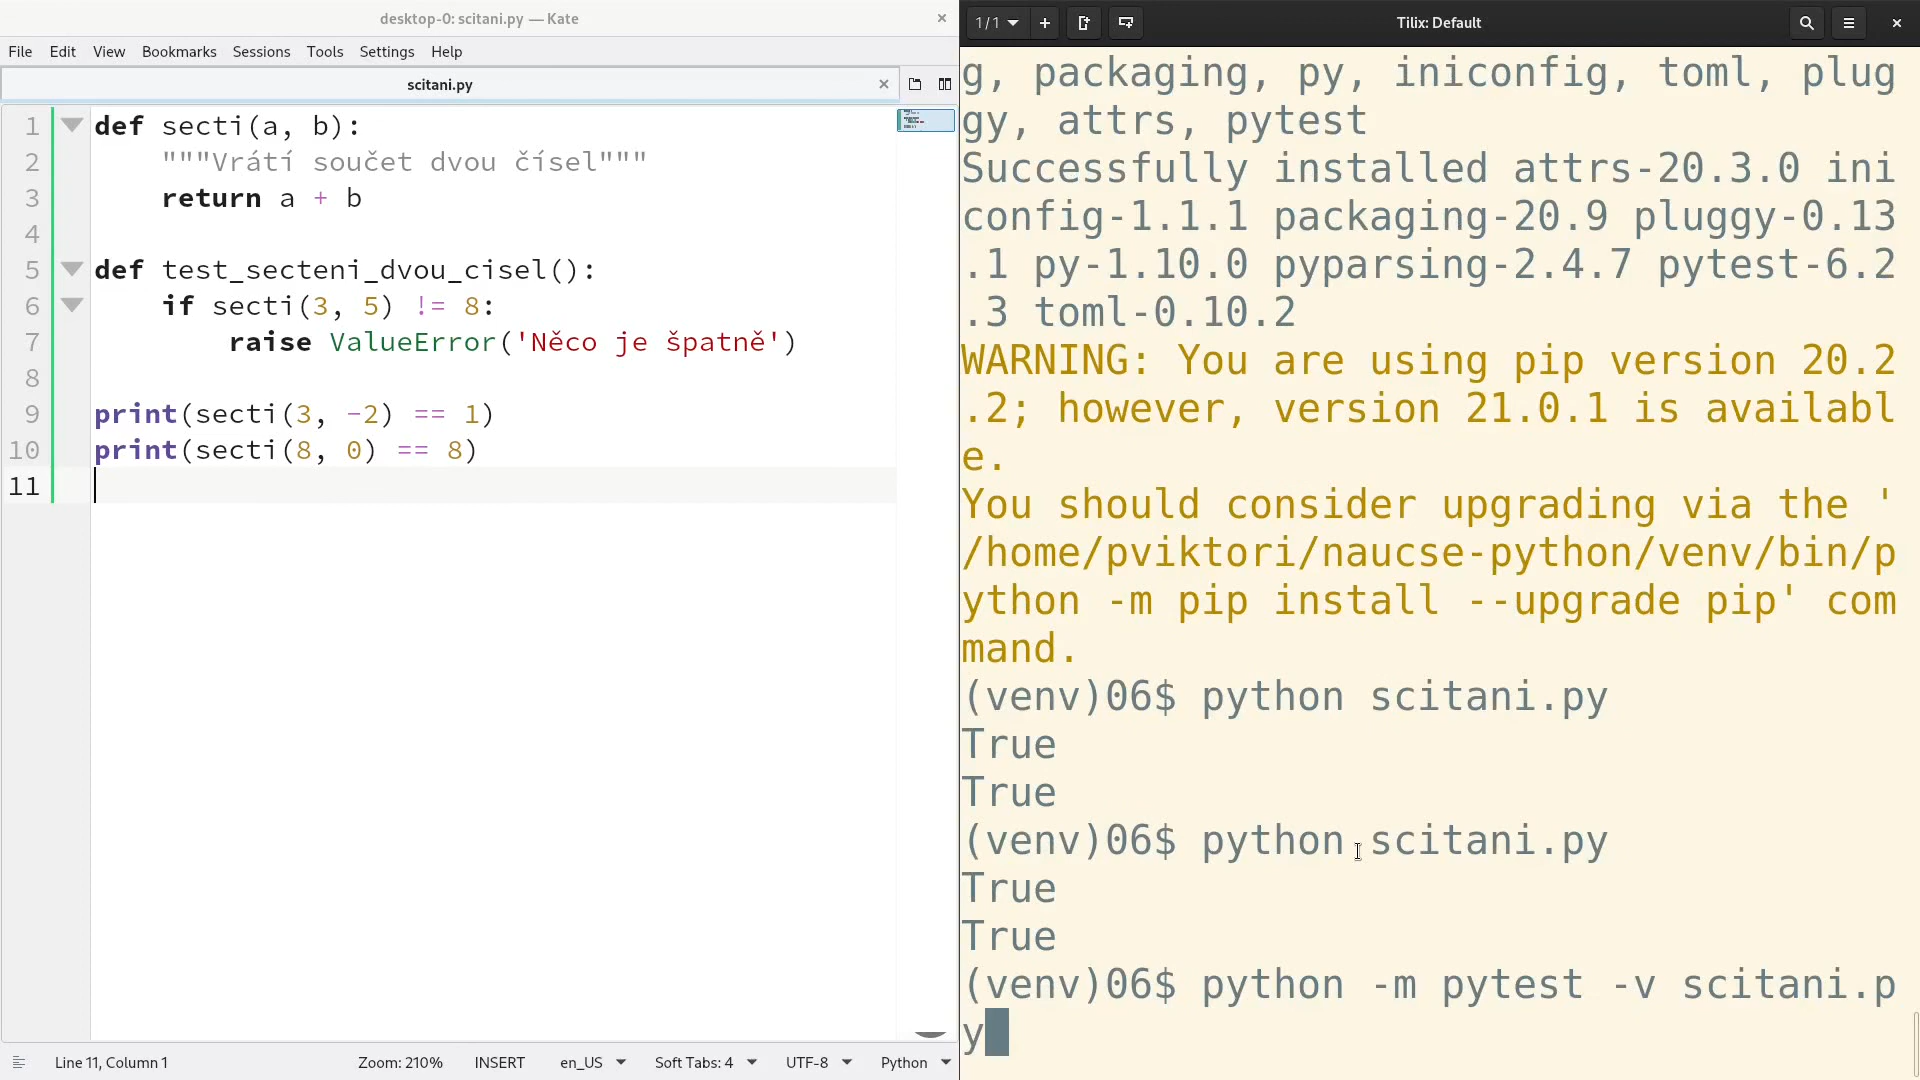 desktop-0: scitani.py — Kate
File Edit View Bookmarks Sessions Tools Settings Help
scitani.py
1 def secti(a, b):
2 """Vrátí součet dvou čísel"""
3 return a + b
4
5 def test_secteni_dvou_cisel():
6 if secti(3, 5) != 8:
7 raise ValueError('Něco je špatně')
8
9 print(secti(3, -2) == 1)
10 print(secti(8, 0) == 8)
11
Line 11, Column 1 Zoom: 210% INSERT en_US Soft Tabs: 4 UTF-8 Python
1/1 Tilix: Default
g, packaging, py, iniconfig, toml, plug
gy, attrs, pytest
Successfully installed attrs-20.3.0 ini
config-1.1.1 packaging-20.9 pluggy-0.13
.1 py-1.10.0 pyparsing-2.4.7 pytest-6.2
.3 toml-0.10.2
WARNING: You are using pip version 20.2
.2; however, version 21.0.1 is availabl
e.
You should consider upgrading via the '
/home/pviktori/naucse-python/venv/bin/p
ython -m pip install --upgrade pip' com
mand.
(venv)06$ python scitani.py
True
True
(venv)06$ python scitani.py
True
True
(venv)06$ python -m pytest -v scitani.p
y